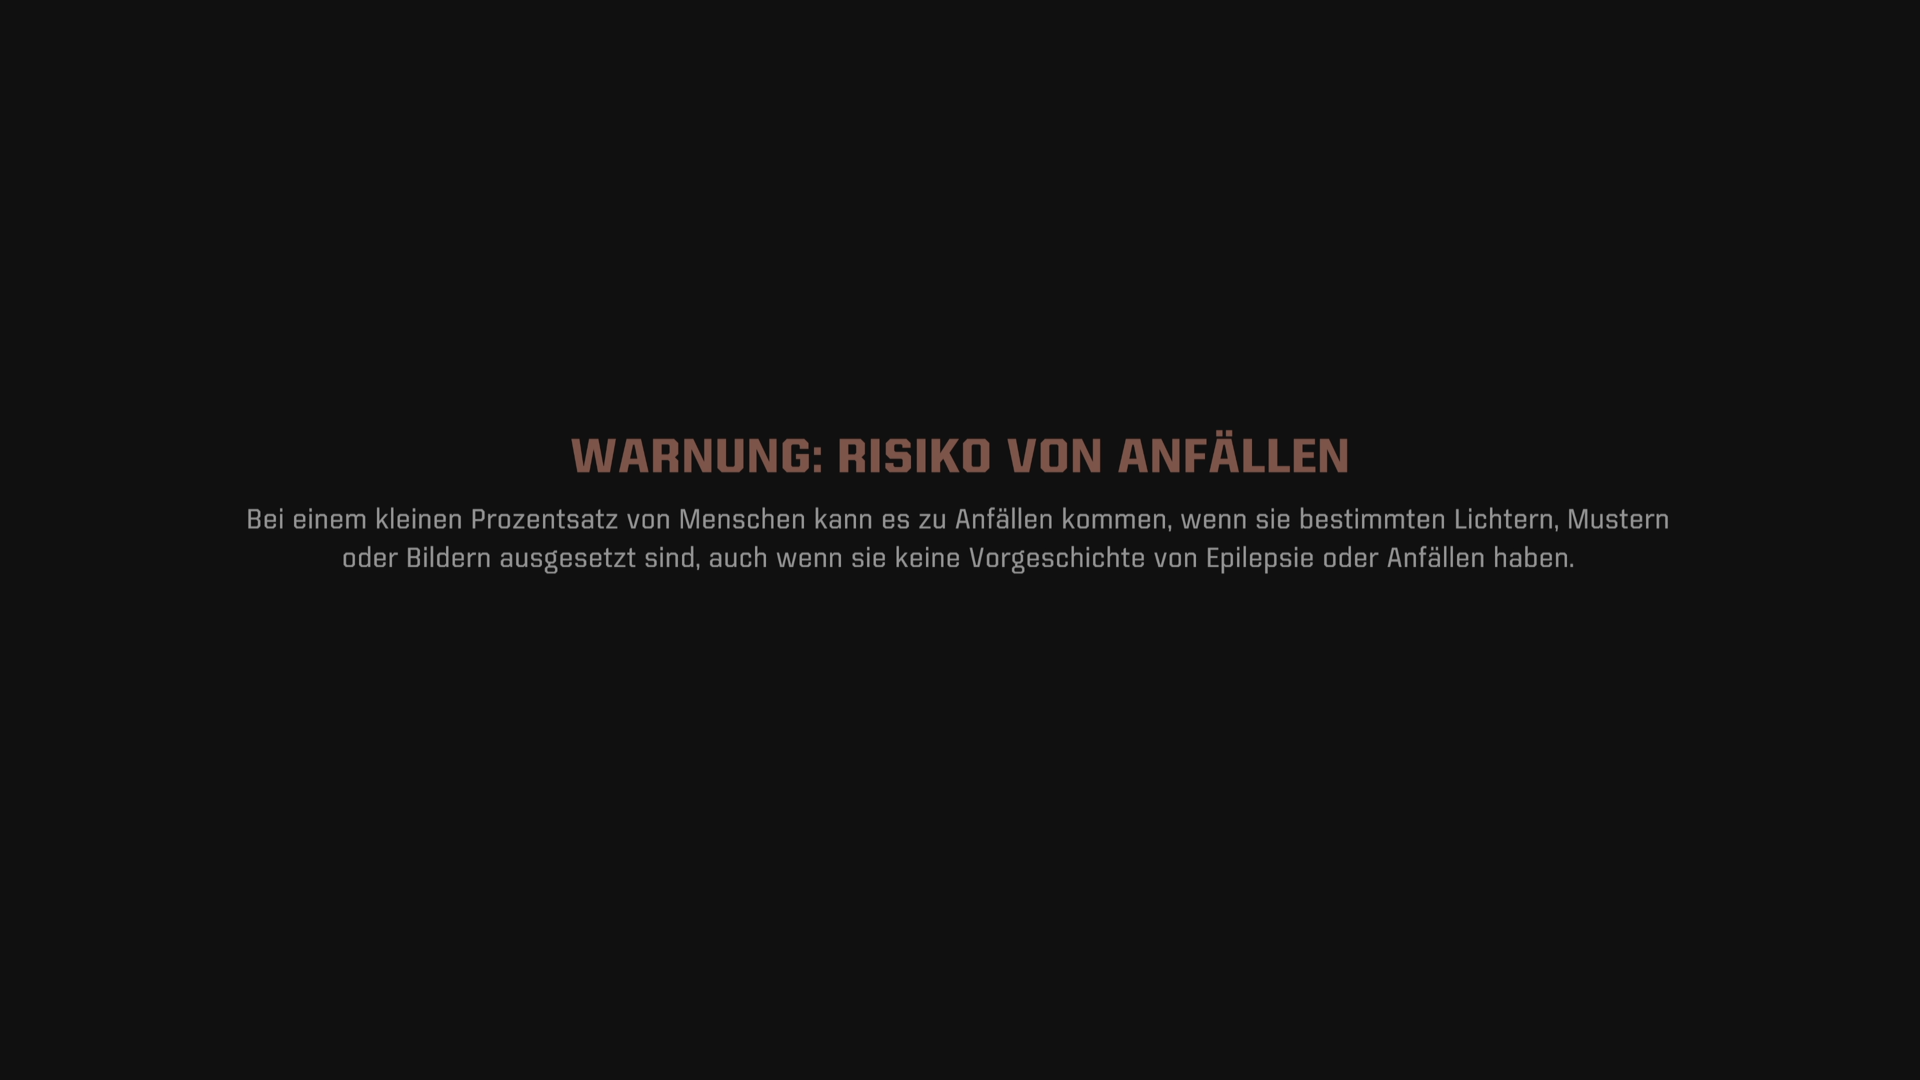 WARNUNG: RISIKO VON ANFÄLLEN
Bei einem kleinen Prozentsatz von Menschen kann es zu Anfällen kommen, wenn sie bestimmten Lichtern, Mustern
oder Bildern ausgesetzt sind, auch wenn sie keine Vorgeschichte von Epilepsie oder Anfällen haben.